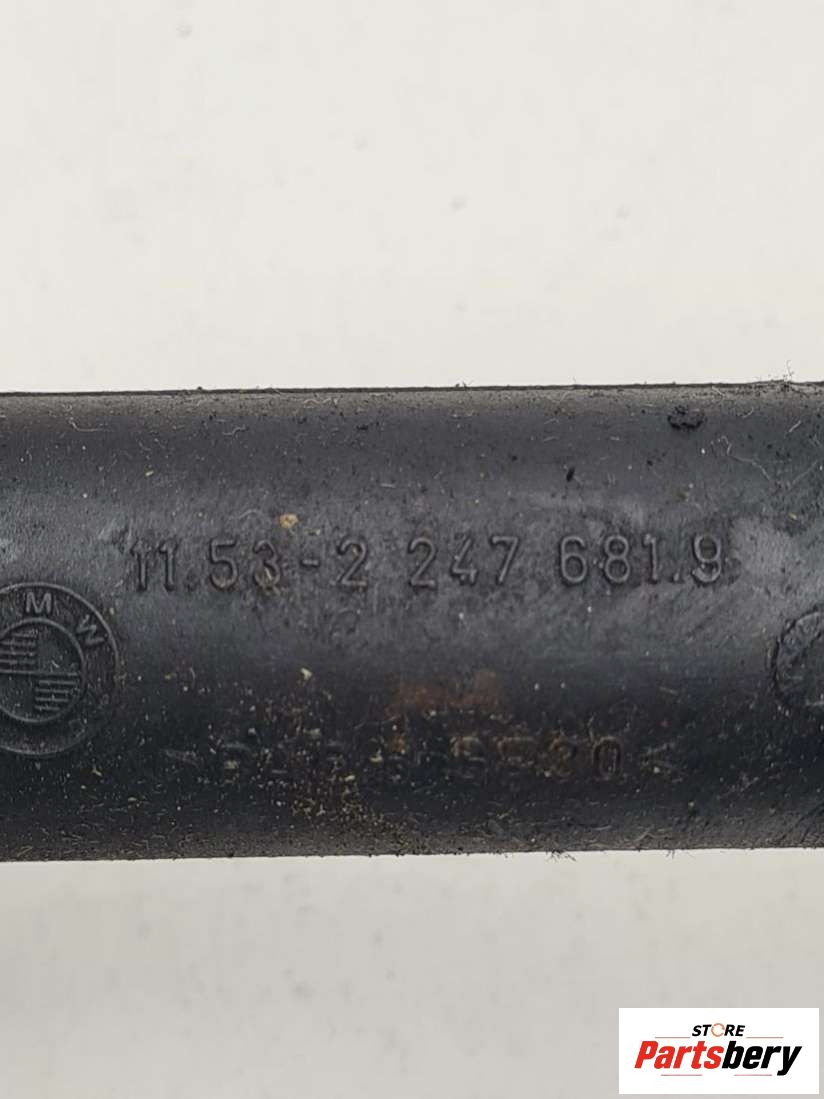 11.53-2 247 681.9
BMW
STORE
Partsbery